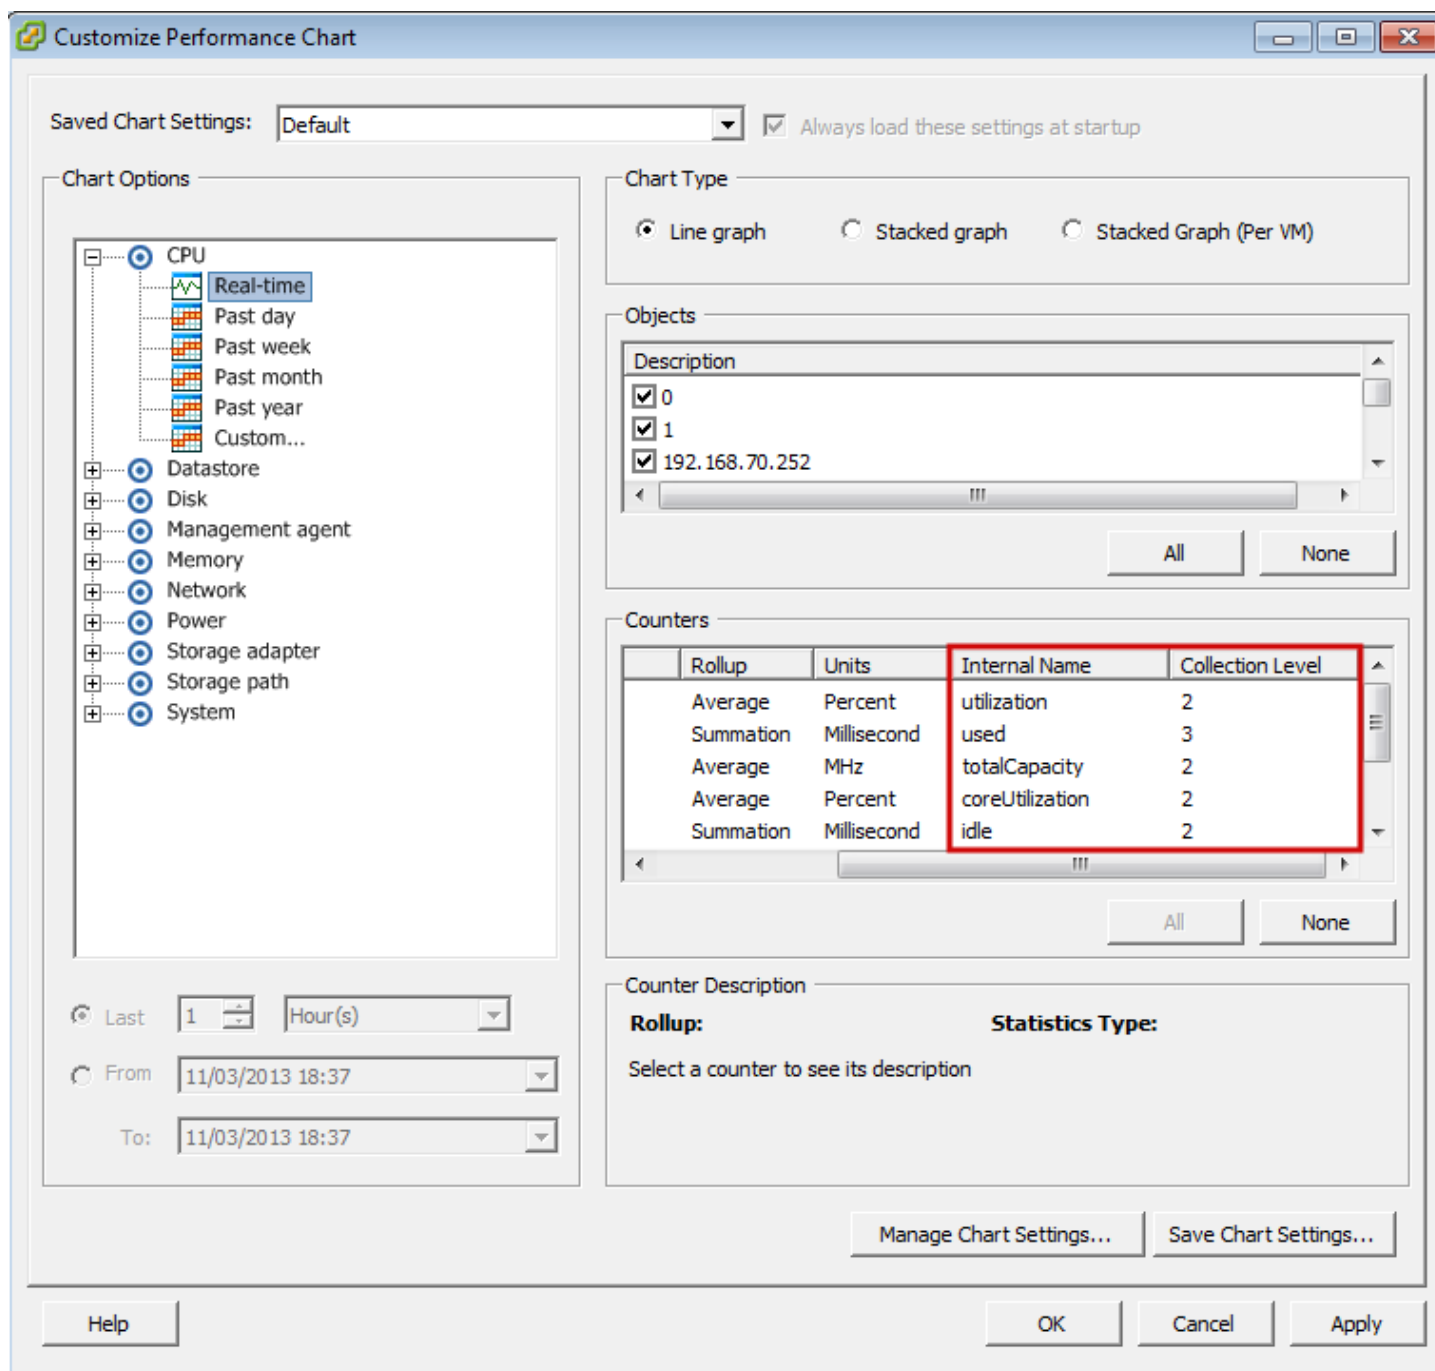 Customize Performance Chart
Saved Chart Settings: Default Always load these settings at startup
Chart Options
CPU
Real-time
Past day
Past week
Past month
Past year
Custom...
Datastore
Disk
Management agent
Memory
Network
Power
Storage adapter
Storage path
System
Last 1 Hour(s)
From 11/03/2013 18:37
To: 11/03/2013 18:37
Chart Type
Line graph Stacked graph Stacked Graph (Per VM)
Objects
Description
0
1
192.168.70.252
All None
Counters
Rollup Units Internal Name Collection Level
Average Percent utilization 2
Summation Millisecond used 3
Average MHz totalCapacity 2
Average Percent coreUtilization 2
Summation Millisecond idle 2
All None
Counter Description
Rollup: Statistics Type:
Select a counter to see its description
Manage Chart Settings... Save Chart Settings...
Help OK Cancel Apply